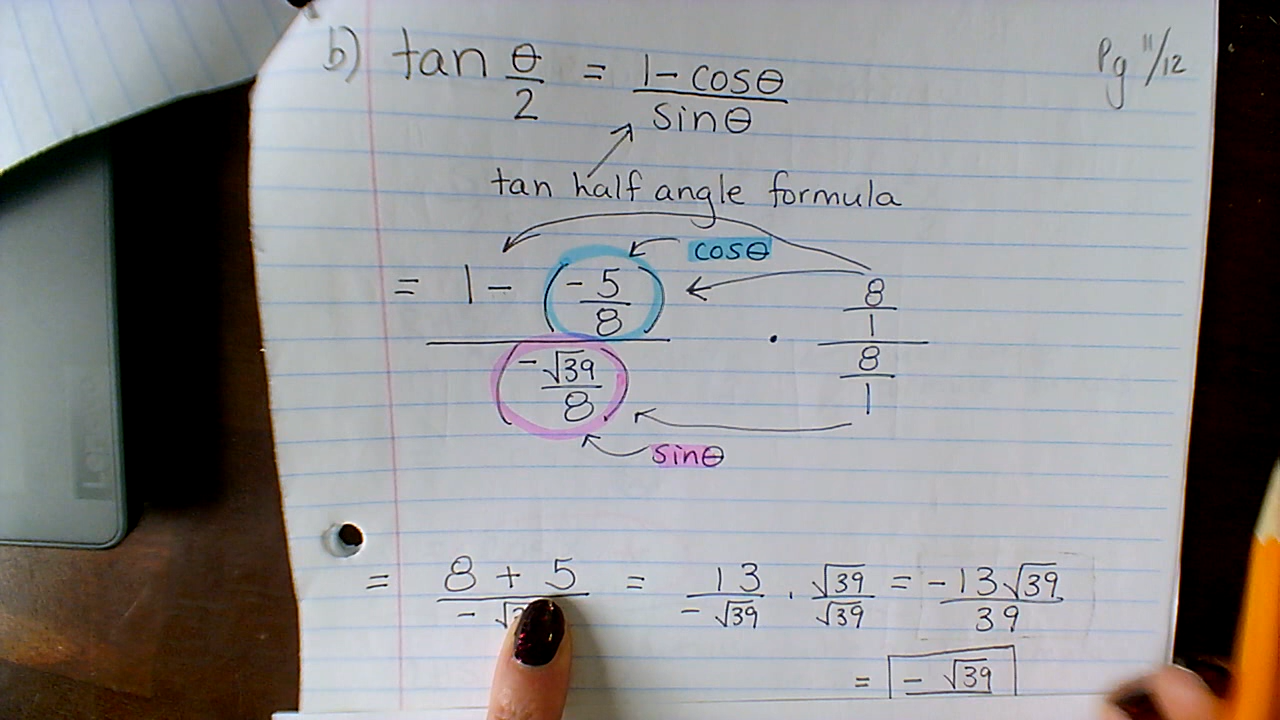 b) tan θ/2 = (1 - cosθ)/(sinθ)
Pg 11/12
tan half angle formula
cosθ
= (1 - (-5/8))/(-√39/8) · (8/1)/(8/1)
sinθ
= (8 + 5)/(-√3) = 13/(-√39) · √39/√39 = -13√39/39
= - √39